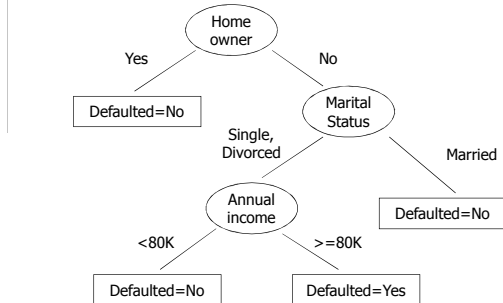 Home
owner
Yes
No
Defaulted=No
Marital
Status
Single,
Divorced
Married
Annual
income
Defaulted=No
<80K
>=80K
Defaulted=No
Defaulted=Yes